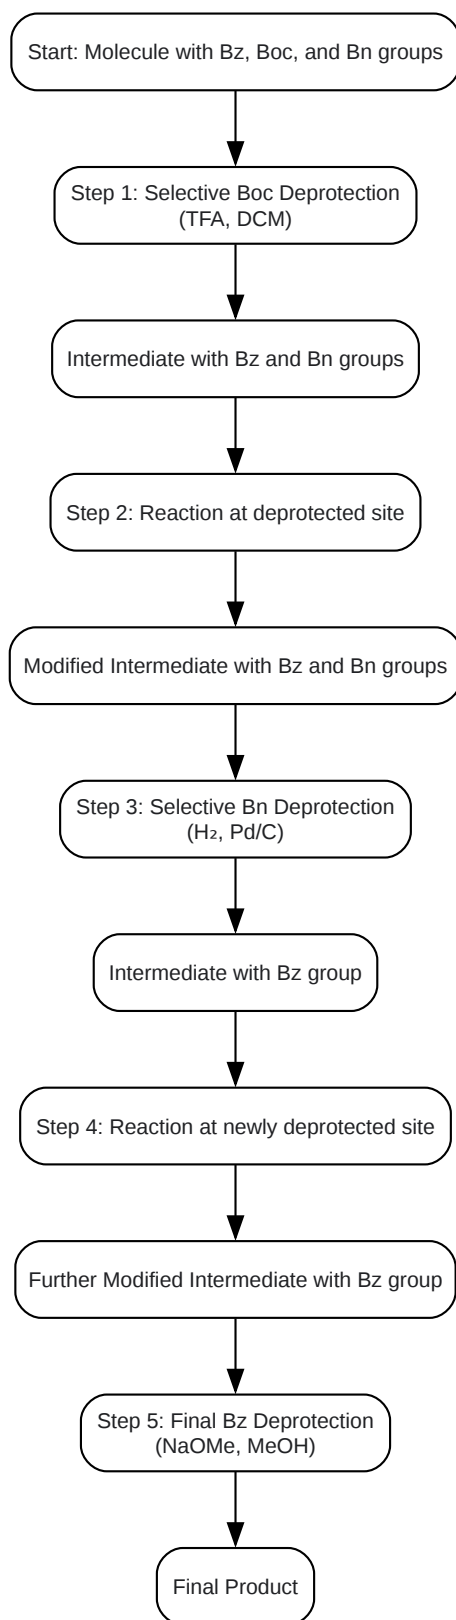 Start: Molecule with Bz, Boc, and Bn groups
Step 1: Selective Boc Deprotection
(TFA, DCM)
Intermediate with Bz and Bn groups
Step 2: Reaction at deprotected site
Modified Intermediate with Bz and Bn groups
Step 3: Selective Bn Deprotection
(H₂, Pd/C)
Intermediate with Bz group
Step 4: Reaction at newly deprotected site
Further Modified Intermediate with Bz group
Step 5: Final Bz Deprotection
(NaOMe, MeOH)
Final Product